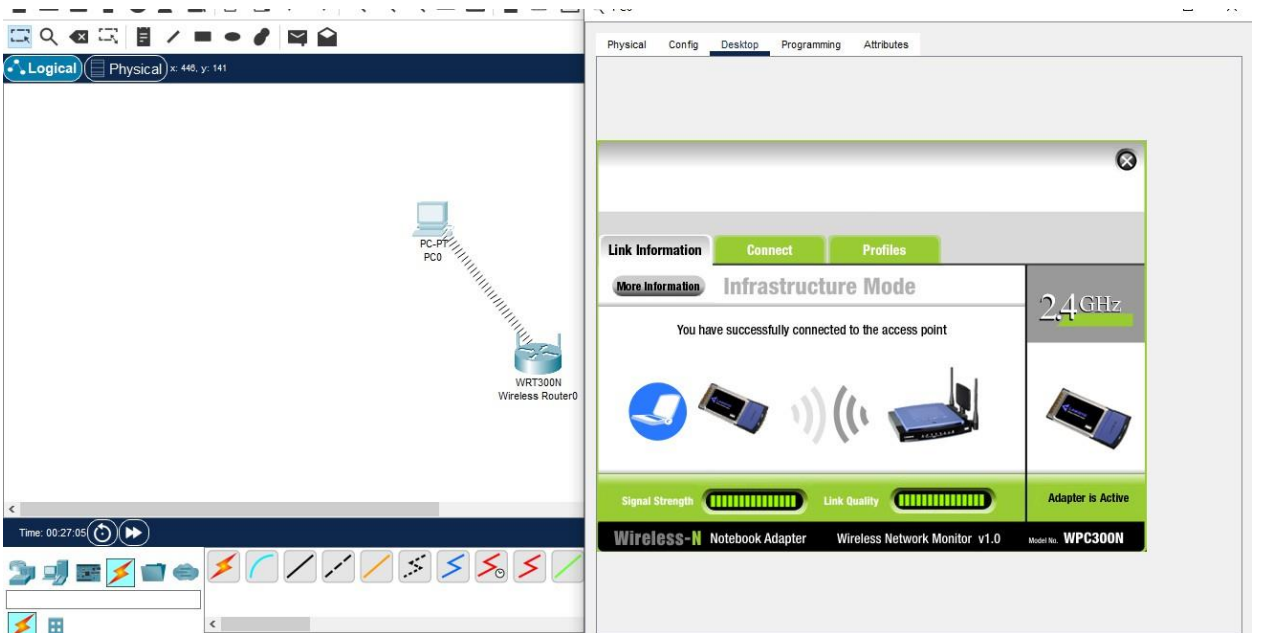 Logical
Physical
x: 446, y: 141
PC-PT
PC0
WRT300N
Wireless Router0
Time: 00:27:05
Physical Config Desktop Programming Attributes
Link Information Connect Profiles
More Information Infrastructure Mode
2.4GHz
You have successfully connected to the access point
Signal Strength Link Quality Adapter is Active
Wireless-N Notebook Adapter Wireless Network Monitor v1.0 Model No. WPC300N